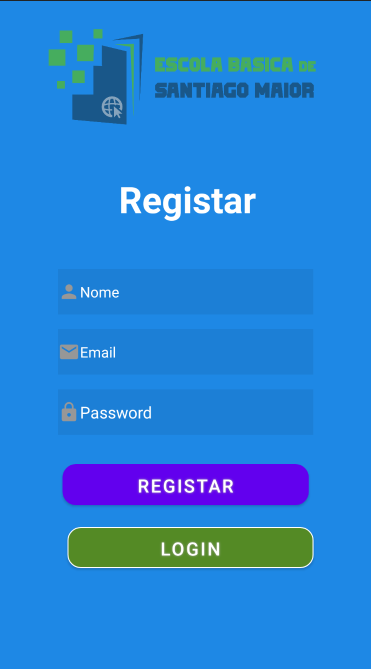 ESCOLA BASICA DE
SANTIAGO MAIOR
Registar
Nome
Email
Password
REGISTAR
LOGIN